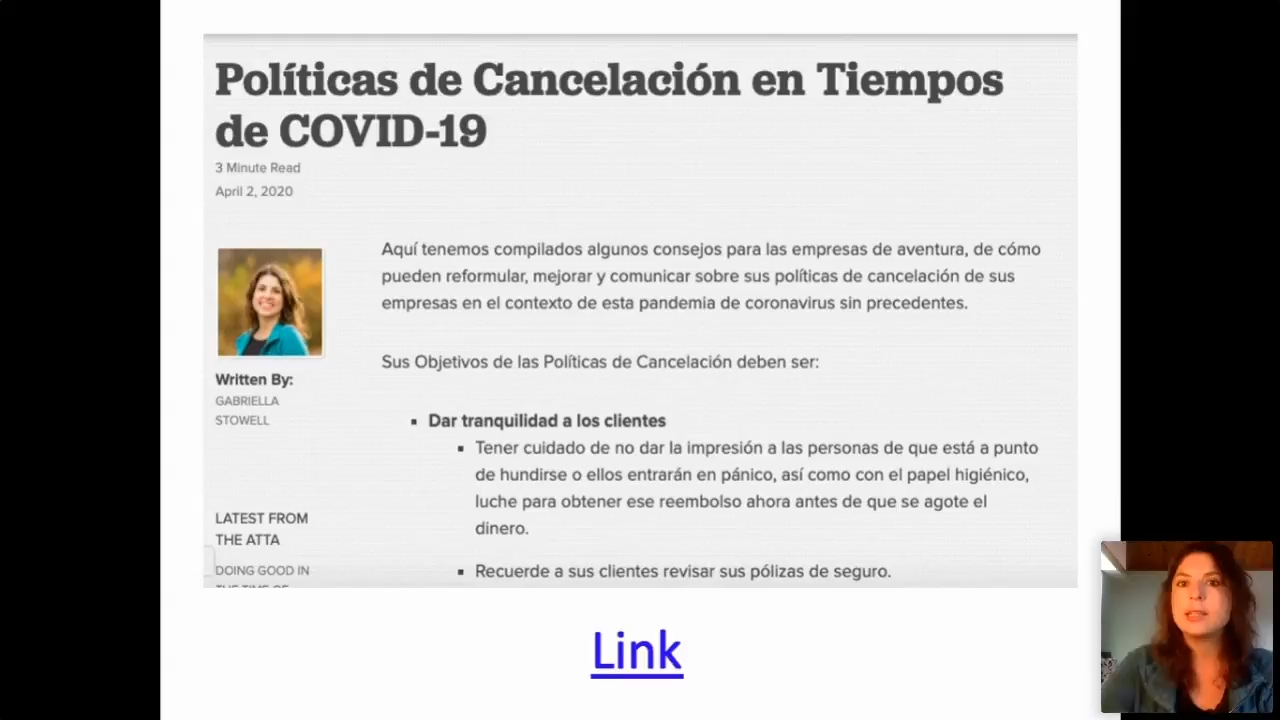 Políticas de Cancelación en Tiempos
de COVID-19
3 Minute Read
April 2, 2020
Aquí tenemos compilados algunos consejos para las empresas de aventura, de cómo
pueden reformular, mejorar y comunicar sobre sus políticas de cancelación de sus
empresas en el contexto de esta pandemia de coronavirus sin precedentes.
Sus Objetivos de las Políticas de Cancelación deben ser:
Written By:
GABRIELLA
STOWELL
▪ Dar tranquilidad a los clientes
▪ Tener cuidado de no dar la impresión a las personas de que está a punto
de hundirse o ellos entrarán en pánico, así como con el papel higiénico,
luche para obtener ese reembolso ahora antes de que se agote el
dinero.
▪ Recuerde a sus clientes revisar sus pólizas de seguro.
LATEST FROM
THE ATTA
DOING GOOD IN
THE TIME OF
Link